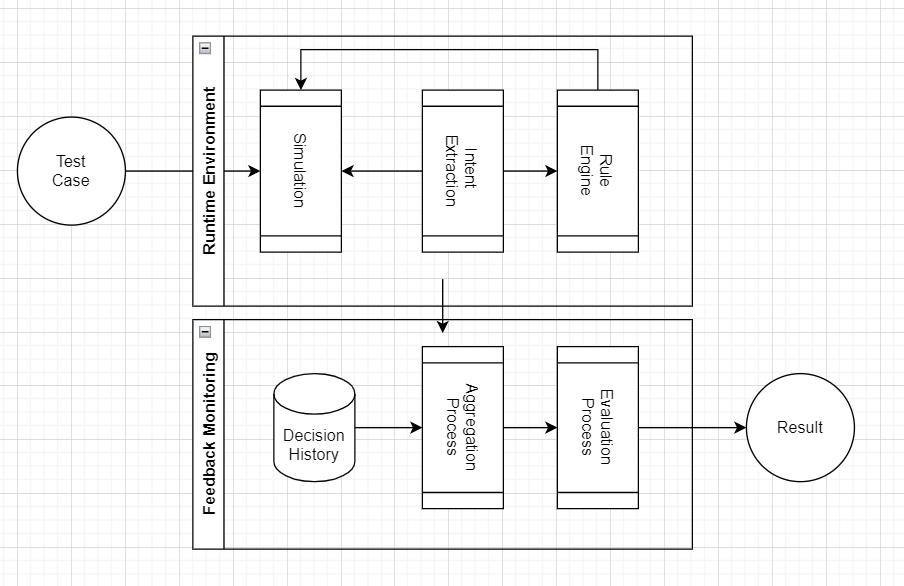 Test
Case
Runtime Environment
Simulation
Intent
Extraction
Rule
Engine
Feedback Monitoring
Decision
History
Aggregation
Process
Evaluation
Process
Result